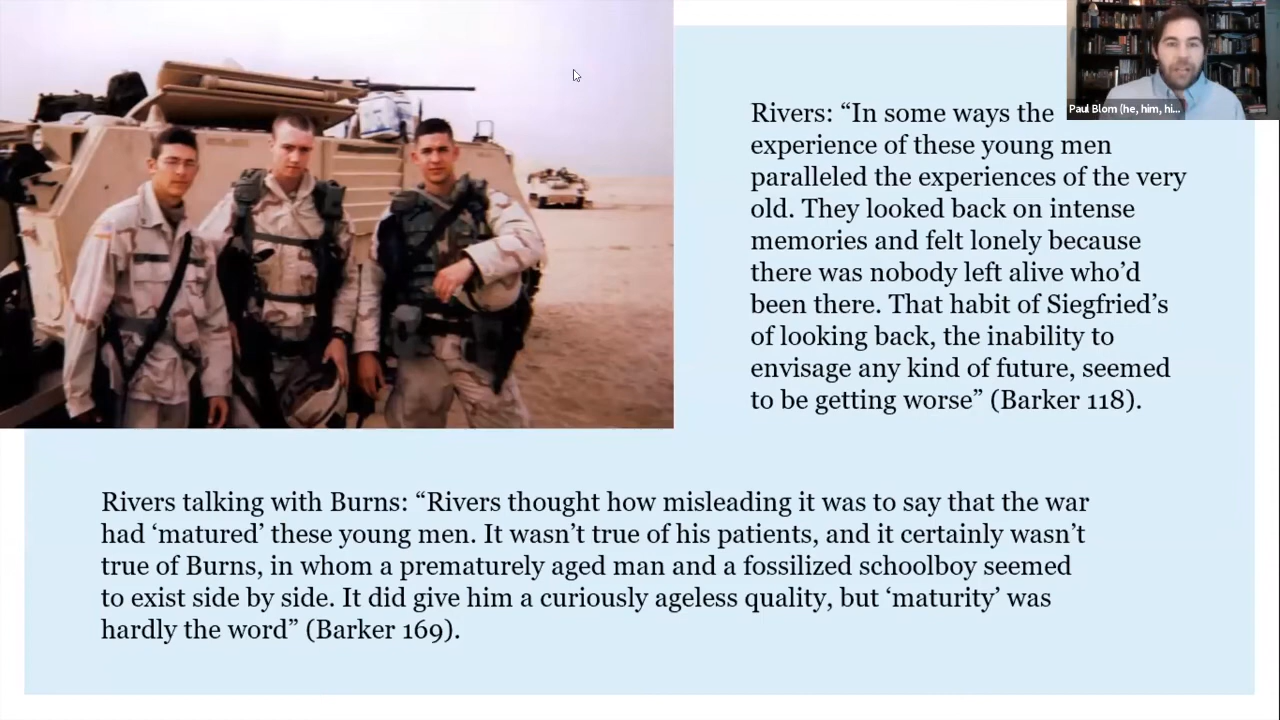 Paul Blom (he, him, hi...
Rivers: “In some ways the
experience of these young men
paralleled the experiences of the very
old. They looked back on intense
memories and felt lonely because
there was nobody left alive who’d
been there. That habit of Siegfried’s
of looking back, the inability to
envisage any kind of future, seemed
to be getting worse” (Barker 118).
Rivers talking with Burns: “Rivers thought how misleading it was to say that the war
had ‘matured’ these young men. It wasn’t true of his patients, and it certainly wasn’t
true of Burns, in whom a prematurely aged man and a fossilized schoolboy seemed
to exist side by side. It did give him a curiously ageless quality, but ‘maturity’ was
hardly the word” (Barker 169).